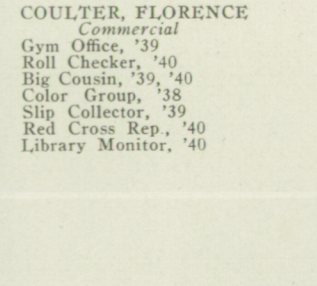 COULTER, FLORENCE
Commercial
Gym Office, '39
Roll Checker, '40
Big Cousin, '39, '40
Color Group, '38
Slip Collector, '39
Red Cross Rep., '40
Library Monitor, '40